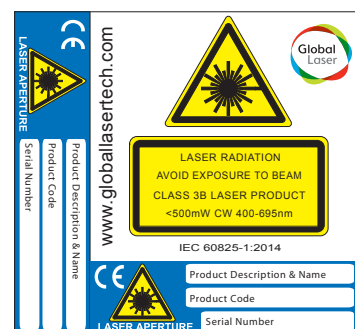 LASER APERTURE
CE
Serial Number
Product Code
Product Description & Name
www.globallasertech.com
Global
Laser
LASER RADIATION
AVOID EXPOSURE TO BEAM
CLASS 3B LASER PRODUCT
<500mW CW 400-695nm
IEC 60825-1:2014
CE
LASER APERTURE
Product Description & Name
Product Code
Serial Number